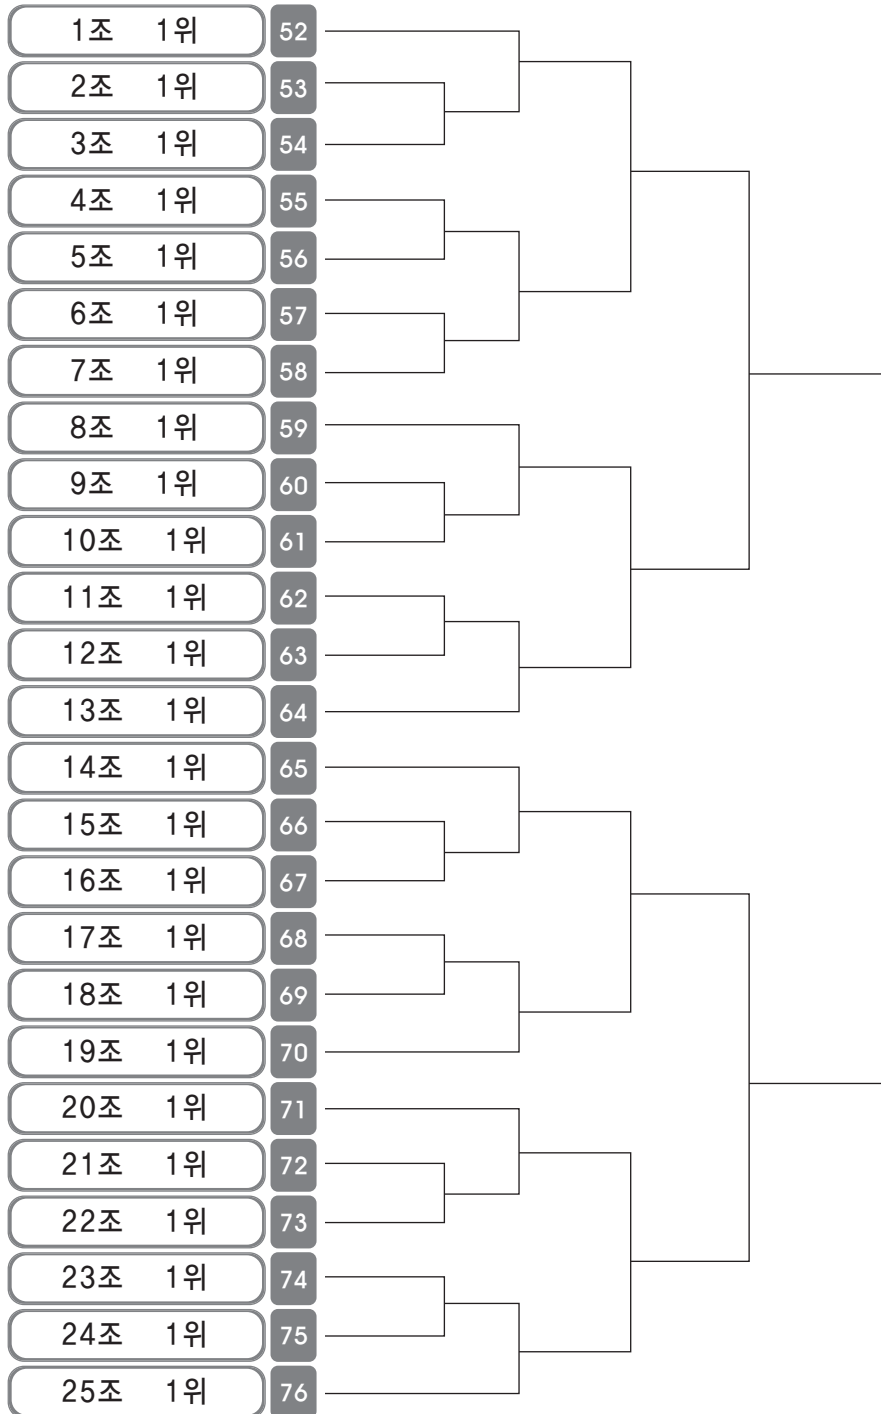 1조 1위 52
2조 1위 53
3조 1위 54
4조 1위 55
5조 1위 56
6조 1위 57
7조 1위 58
8조 1위 59
9조 1위 60
10조 1위 61
11조 1위 62
12조 1위 63
13조 1위 64
14조 1위 65
15조 1위 66
16조 1위 67
17조 1위 68
18조 1위 69
19조 1위 70
20조 1위 71
21조 1위 72
22조 1위 73
23조 1위 74
24조 1위 75
25조 1위 76